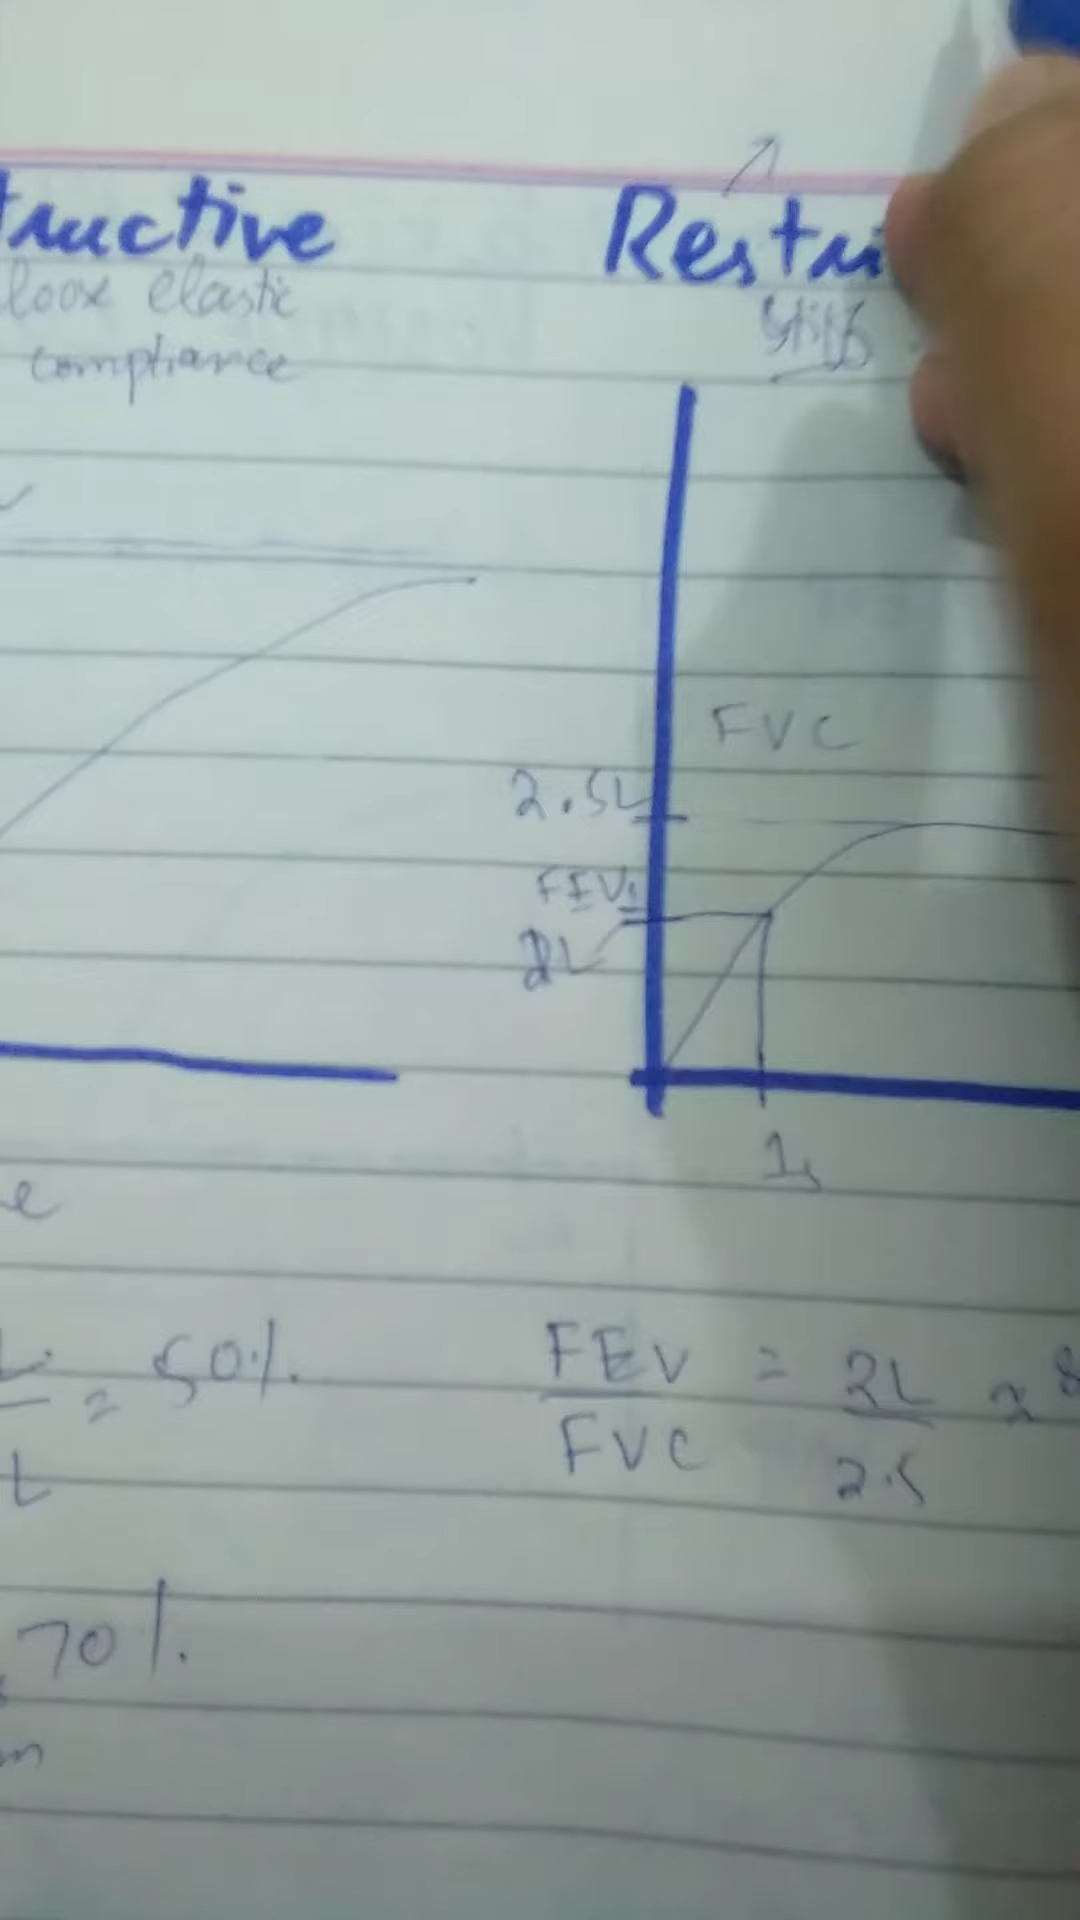 tructive
loose elastic
compliance
Restri
stiff
FVC
2.5L
FEV1
2L
1s
e
L = 50%
L
FEV = 2L ≈ 8
FVC 2.5
70%
m